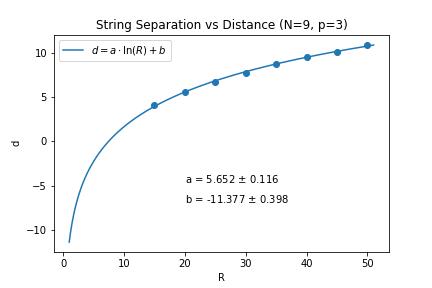 String Separation vs Distance (N=9, p=3)
d = a · ln(R) + b
10
5
0
−5
−10
d
a = 5.652 ± 0.116
b = -11.377 ± 0.398
0 10 20 30 40 50
R